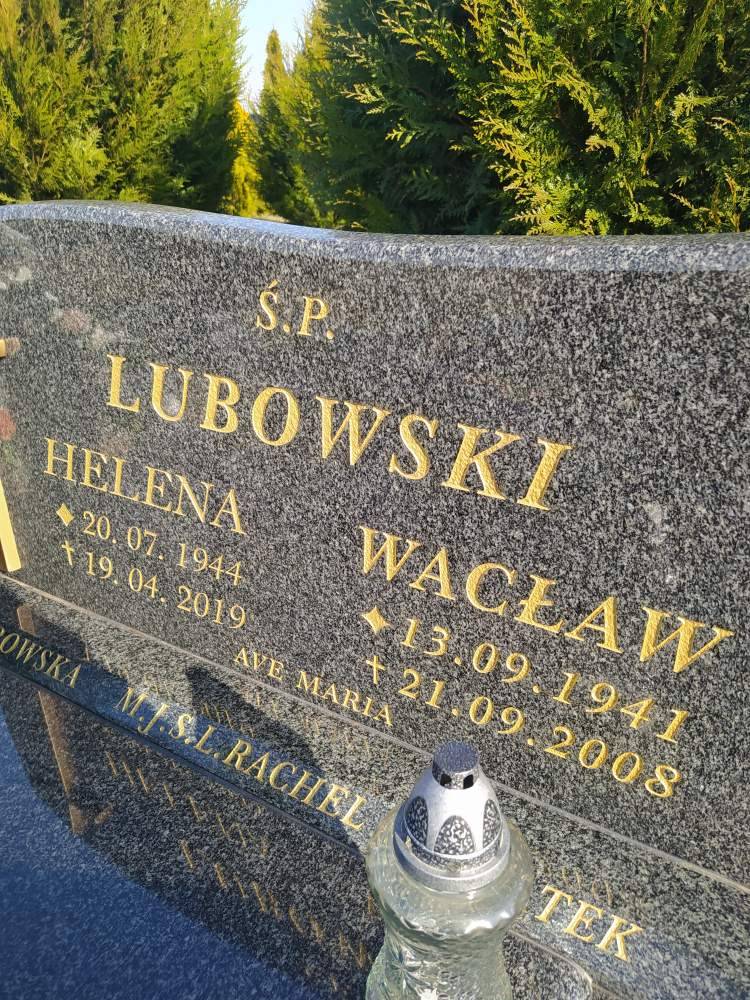 Ś.P.
LUBOWSKI
HELENA
20. 07. 1944
† 19. 04. 2019
WACŁAW
13.09.1941
† 21.09.2008
AVE MARIA
BOWSKA M.J.S.L.RACHEL TEK